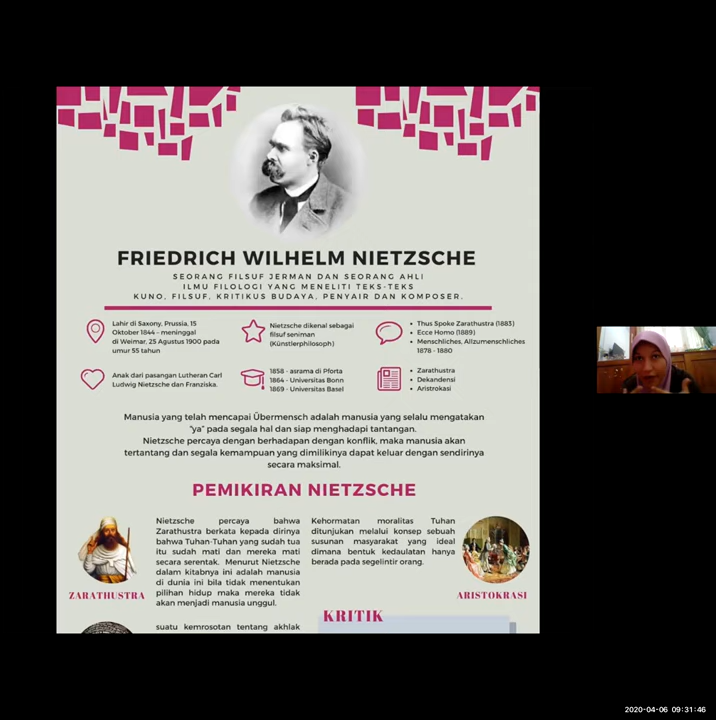 FRIEDRICH WILHELM NIETZSCHE
SEORANG FILSUF JERMAN DAN SEORANG AHLI
ILMU FILOLOGI YANG MENELITI TEKS-TEKS
KUNO, FILSUF, KRITIKUS BUDAYA, PENYAIR DAN KOMPOSER.
Lahir di Saxony, Prussia, 15
Oktober 1844 - meninggal
di Weimar, 25 Agustus 1900 pada
umur 55 tahun
Nietzsche dikenal sebagai
filsuf seniman
(Künstlerphilosoph)
• Thus Spoke Zarathustra (1883)
• Ecce Homo (1889)
• Menschliches, Allzumenschliches
1878 - 1880
Anak dari pasangan Lutheran Carl
Ludwig Nietzsche dan Franziska.
1858 - asrama di Pforta
1864 - Universitas Bonn
1869 - Universitas Basel
• Zarathustra
• Dekandensi
• Aristrokasi
Manusia yang telah mencapai Übermensch adalah manusia yang selalu mengatakan
"ya" pada segala hal dan siap menghadapi tantangan.
Nietzsche percaya dengan berhadapan dengan konflik, maka manusia akan
tertantang dan segala kemampuan yang dimilikinya dapat keluar dengan sendirinya
secara maksimal.
PEMIKIRAN NIETZSCHE
Nietzsche percaya bahwa
Zarathustra berkata kepada dirinya
bahwa Tuhan-Tuhan yang sudah tua
itu sudah mati dan mereka mati
secara serentak. Menurut Nietzsche
dalam kitabnya ini adalah manusia
di dunia ini bila tidak menentukan
pilihan hidup maka mereka tidak
akan menjadi manusia unggul.
ZARATHUSTRA
Kehormatan moralitas Tuhan
ditunjukan melalui konsep sebuah
susunan masyarakat yang ideal
dimana bentuk kedaulatan hanya
berada pada segelintir orang.
ARISTOKRASI
suatu kemrosotan tentang akhlak
KRITIK
2020-04-06 09:31:46